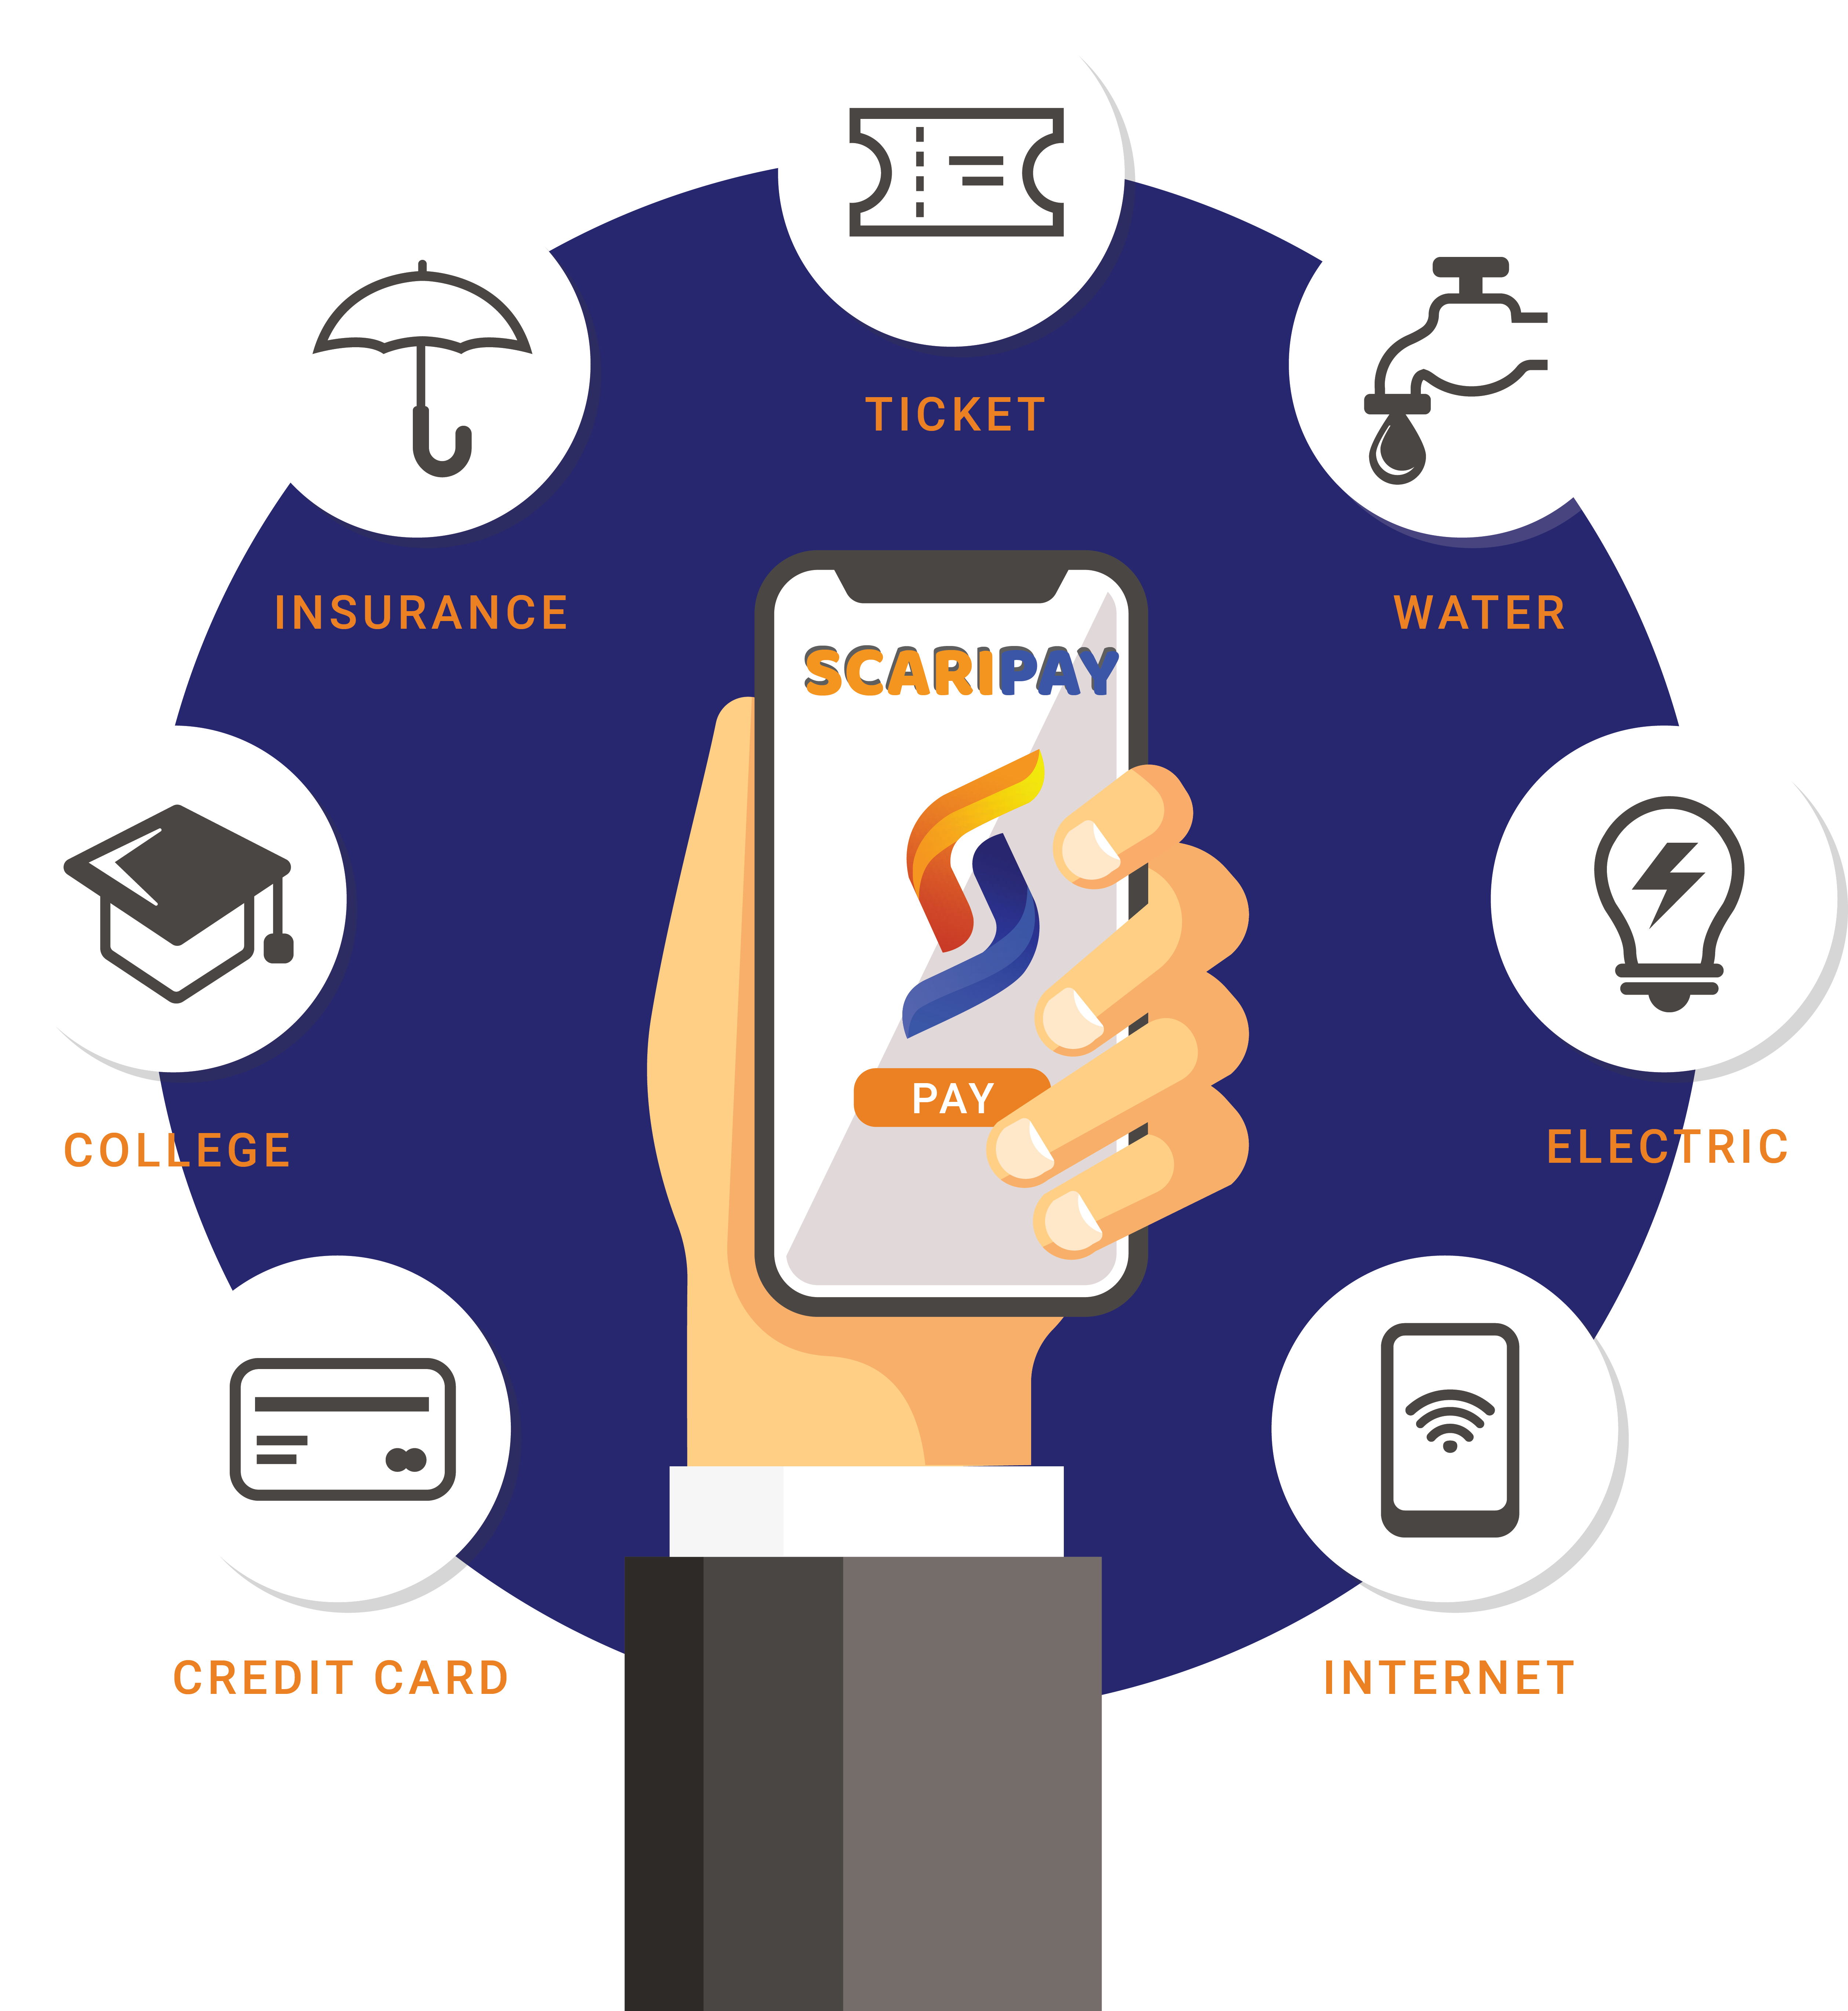 TICKET
INSURANCE
WATER
SCARIPAY
PAY
COLLEGE
ELECTRIC
CREDIT CARD
INTERNET